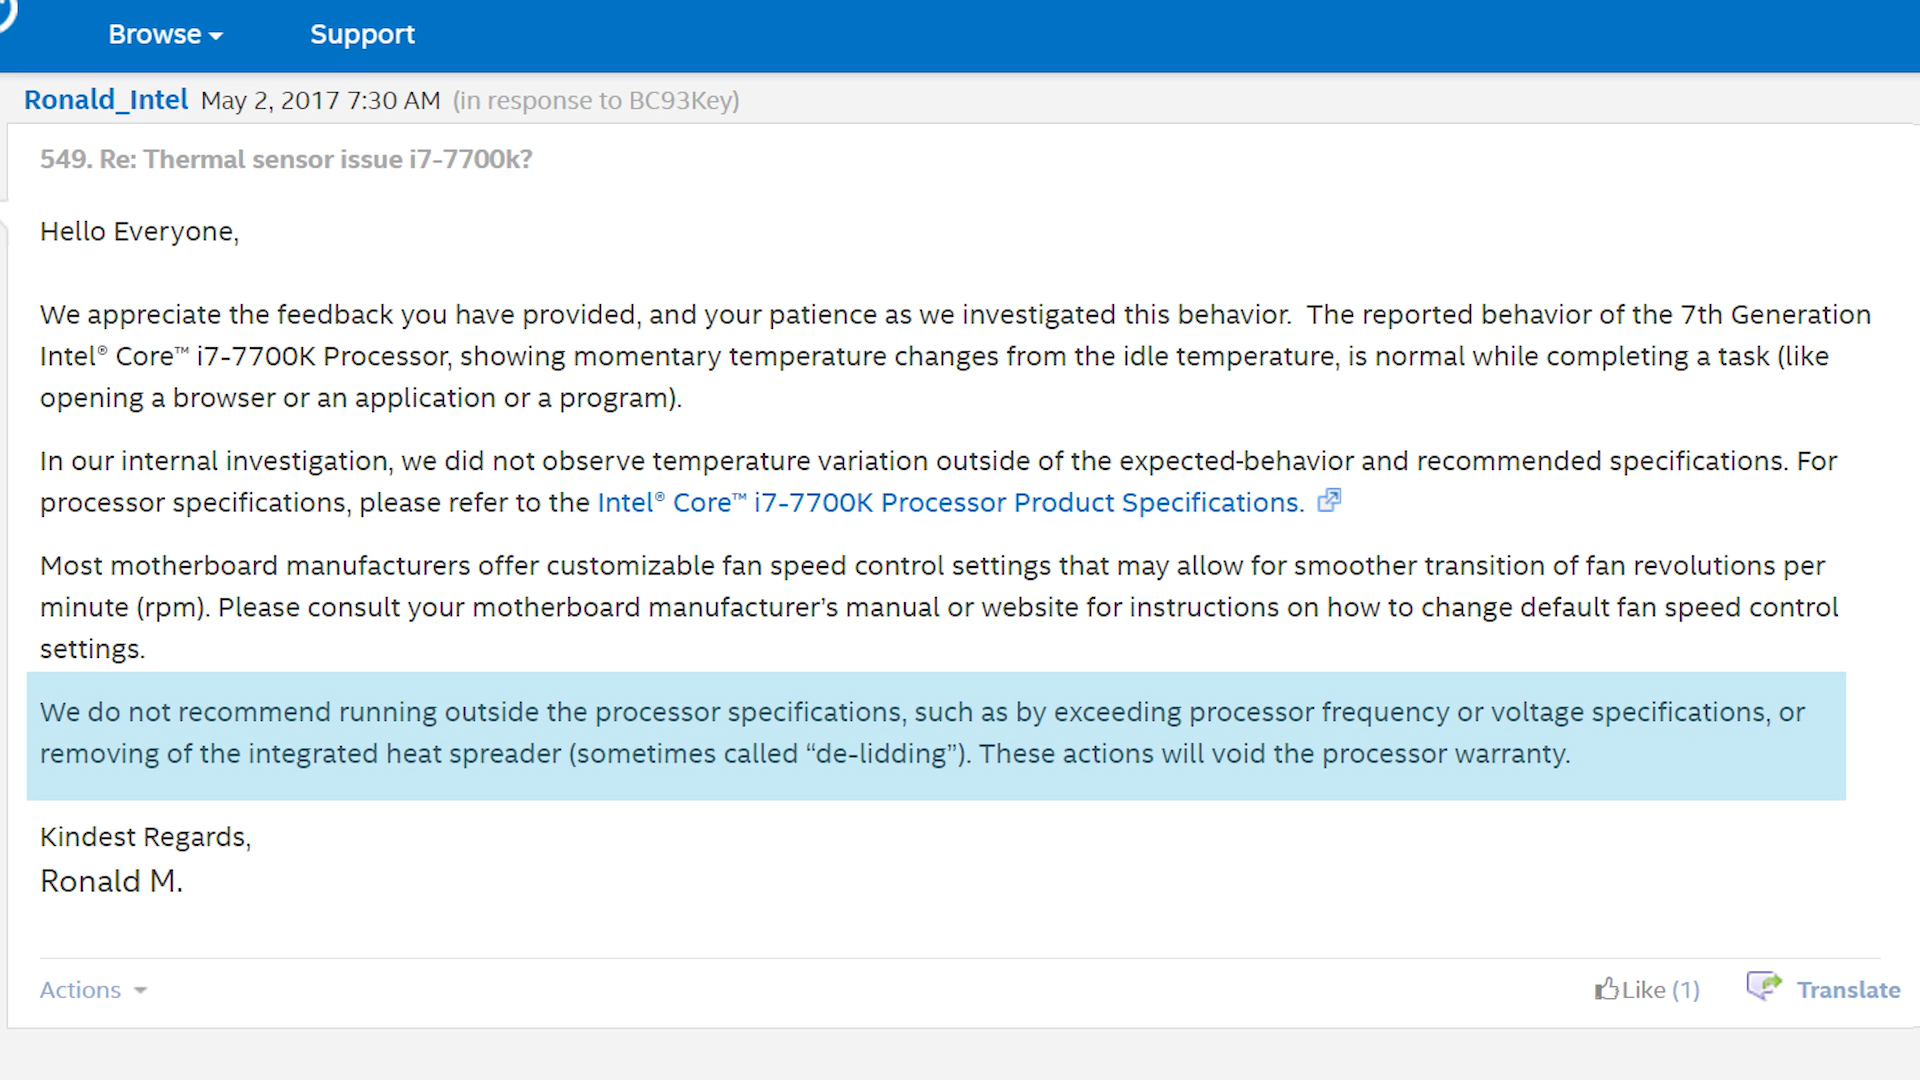 Browse Support
Ronald_Intel May 2, 2017 7:30 AM (in response to BC93Key)
549. Re: Thermal sensor issue i7-7700k?
Hello Everyone,
We appreciate the feedback you have provided, and your patience as we investigated this behavior. The reported behavior of the 7th Generation
Intel® Core™ i7-7700K Processor, showing momentary temperature changes from the idle temperature, is normal while completing a task (like
opening a browser or an application or a program).
In our internal investigation, we did not observe temperature variation outside of the expected-behavior and recommended specifications. For
processor specifications, please refer to the Intel® Core™ i7-7700K Processor Product Specifications.
Most motherboard manufacturers offer customizable fan speed control settings that may allow for smoother transition of fan revolutions per
minute (rpm). Please consult your motherboard manufacturer’s manual or website for instructions on how to change default fan speed control
settings.
We do not recommend running outside the processor specifications, such as by exceeding processor frequency or voltage specifications, or
removing of the integrated heat spreader (sometimes called “de-lidding”). These actions will void the processor warranty.
Kindest Regards,
Ronald M.
Actions Like (1) Translate